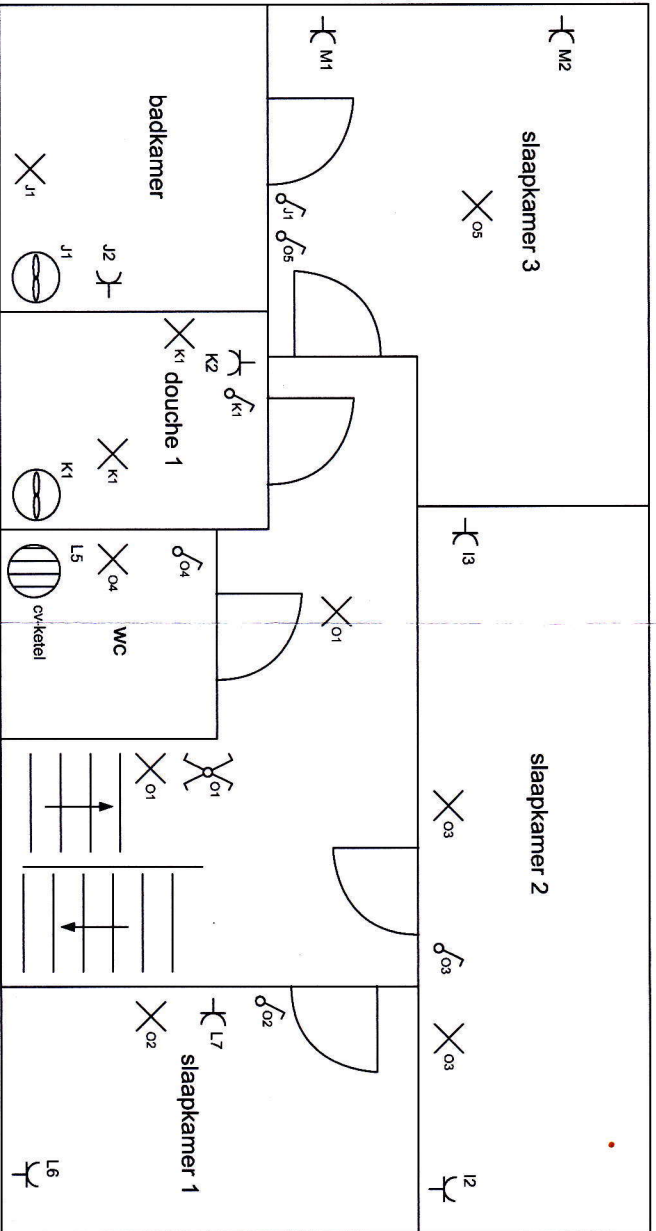 M1
M2
slaapkamer 3
O5
badkamer
J1
J1
O5
J2
J1
K1
K2
K1
douche 1
K1
K1
I3
L5
O4
O4
cv-ketel
wc
O1
slaapkamer 2
O1
O1
O3
O3
O3
O2
L7
O2
slaapkamer 1
L6
I2